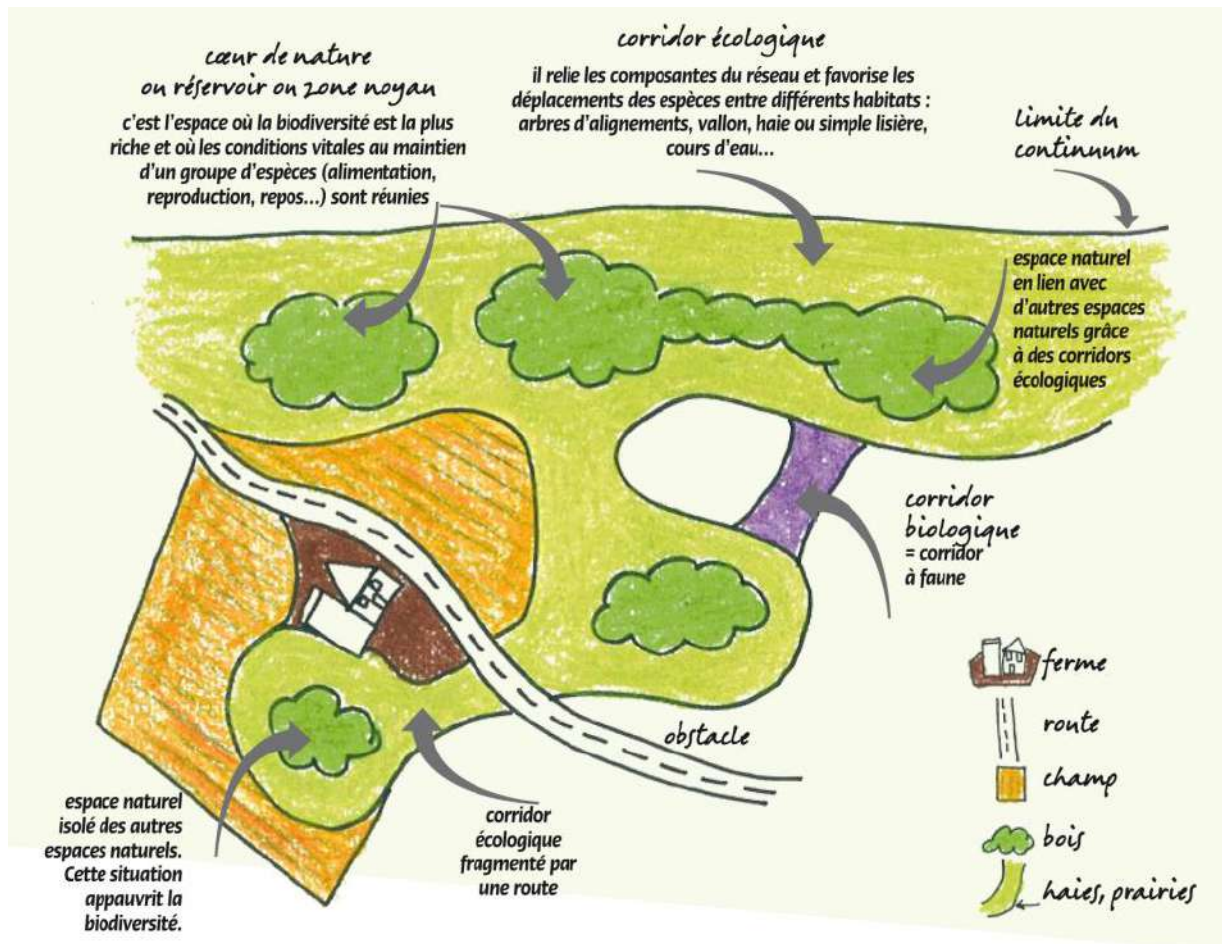 cœur de nature
ou réservoir ou zone noyau
c'est l'espace où la biodiversité est la plus
riche et où les conditions vitales au maintien
d'un groupe d'espèces (alimentation,
reproduction, repos...) sont réunies
corridor écologique
il relie les composantes du réseau et favorise les
déplacements des espèces entre différents habitats :
arbres d'alignements, vallon, haie ou simple lisière,
cours d'eau...
limite du
continuum
espace naturel
en lien avec
d'autres espaces
naturels grâce
à des corridors
écologiques
corridor
biologique
= corridor
à faune
obstacle
espace naturel
isolé des autres
espaces naturels.
Cette situation
appauvrit la
biodiversité.
corridor
écologique
fragmenté par
une route
ferme
route
champ
bois
haies, prairies